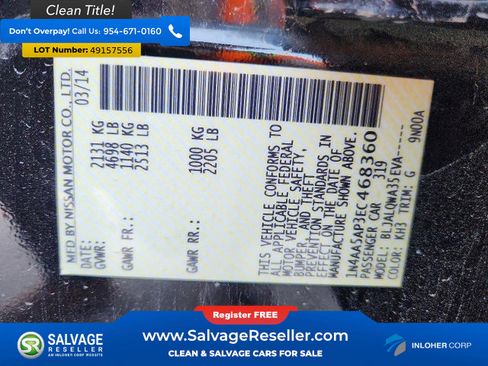 Clean Title!
Don't Overpay! Call Us: 954-671-0160
LOT Number: 49157556
MFD BY NISSAN MOTOR CO., LTD.
03/14
GVWR: 2131 KG
4698 LB
GAWR FR: 1140 KG
2513 LB
GAWR RR: 1000 KG
2205 LB
THIS VEHICLE CONFORMS TO
ALL APPLICABLE FEDERAL
MOTOR VEHICLE SAFETY,
BUMPER, AND THEFT
PREVENTION STANDARDS IN
EFFECT ON THE DATE OF
MANUFACTURE SHOWN ABOVE.
1N4AA5AP3EC468360
PASSENGER CAR 319
MODEL: BLJALOWA35EVA-----
COLOR: KH3 TRIM: G 9N00A
Register FREE
SALVAGE
RESELLER
AN INLOHER CORP WEBSITE
www.SalvageReseller.com
CLEAN & SALVAGE CARS FOR SALE
INLOHER CORP